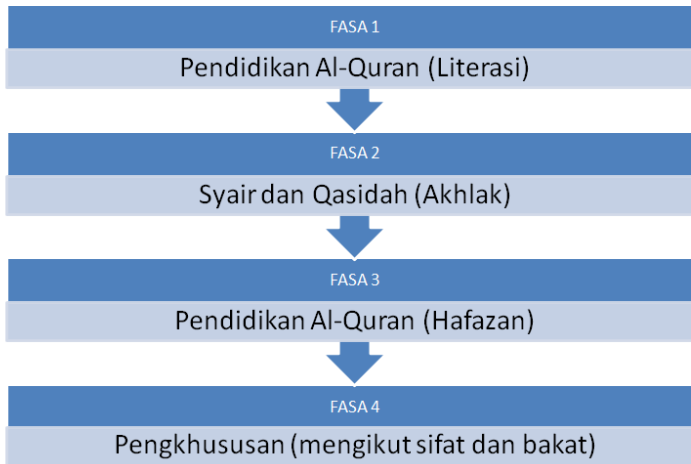 FASA 1
Pendidikan Al-Quran (Literasi)
FASA 2
Syair dan Qasidah (Akhlak)
FASA 3
Pendidikan Al-Quran (Hafazan)
FASA 4
Pengkhususan (mengikut sifat dan bakat)